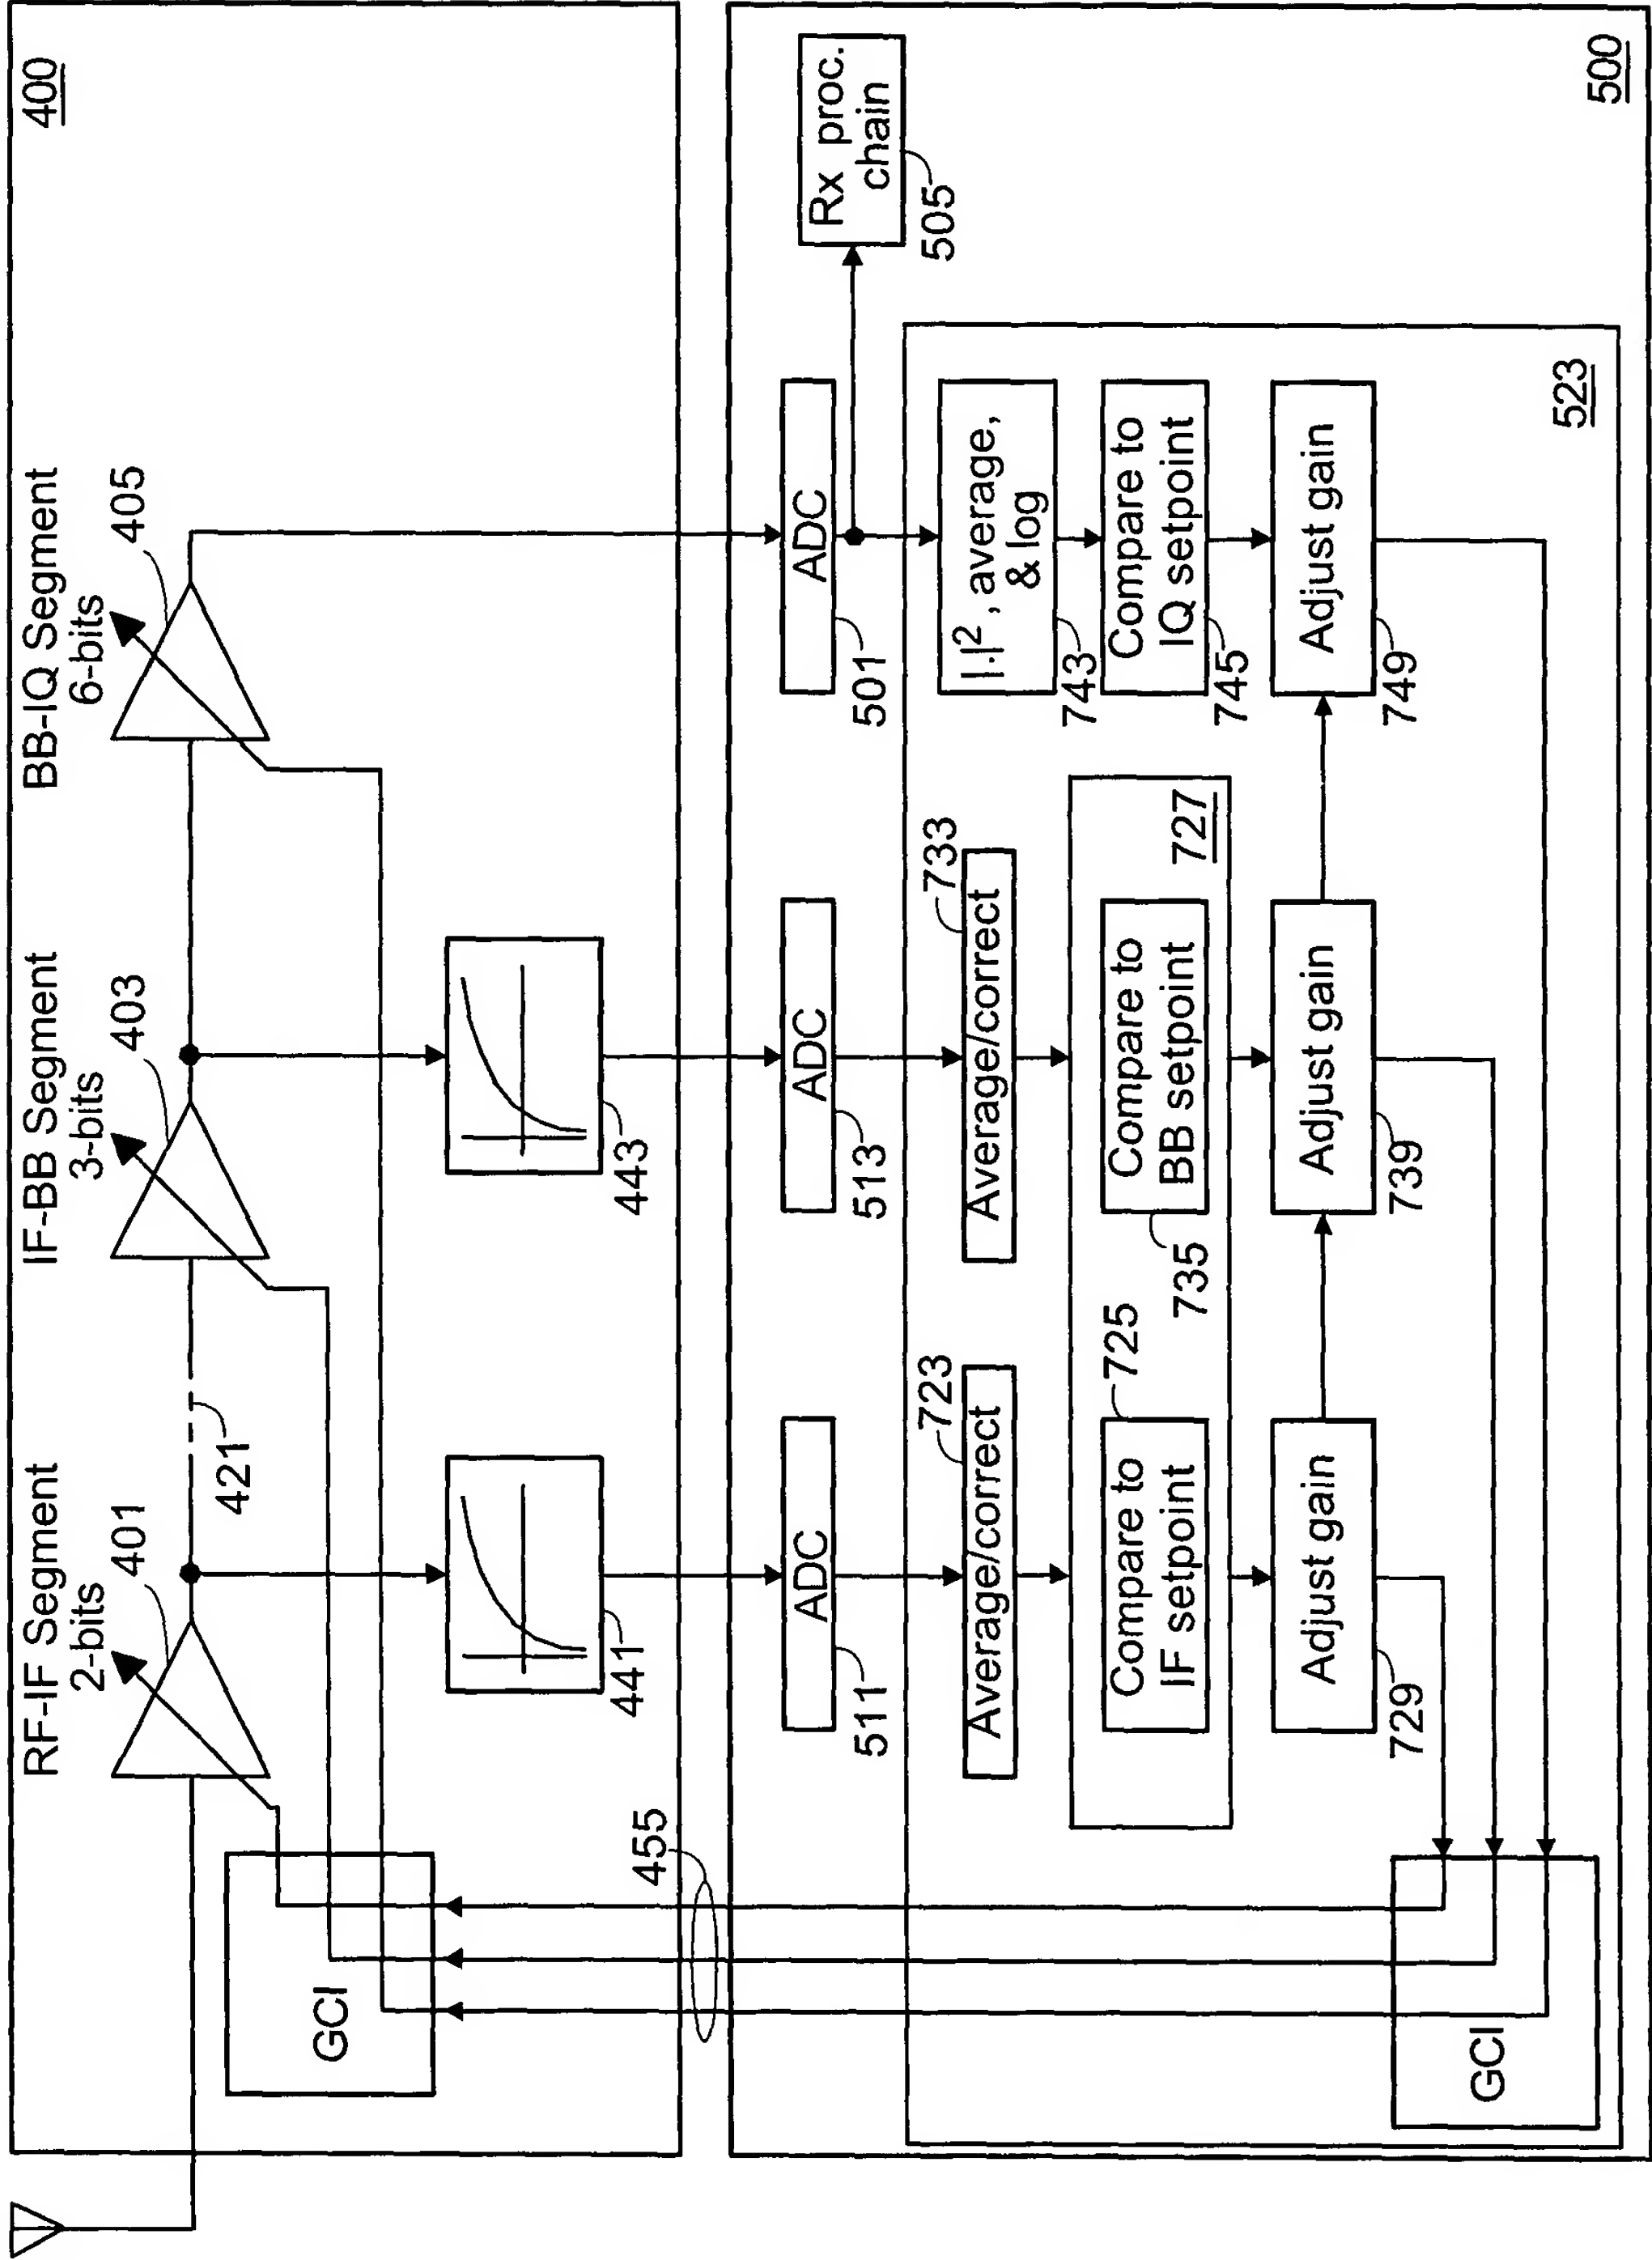 400
RF-IF Segment
2-bits
401
IF-BB Segment
3-bits
403
BB-IQ Segment
6-bits
405
421
GCI
441
443
455
500
ADC
511
ADC
513
ADC
501
Rx proc.
chain
505
523
723
Average/correct
733
Average/correct
|·|², average,
& log
743
725
Compare to
IF setpoint
735
Compare to
BB setpoint
727
Compare to
IQ setpoint
745
Adjust gain
729
Adjust gain
739
Adjust gain
749
GCI